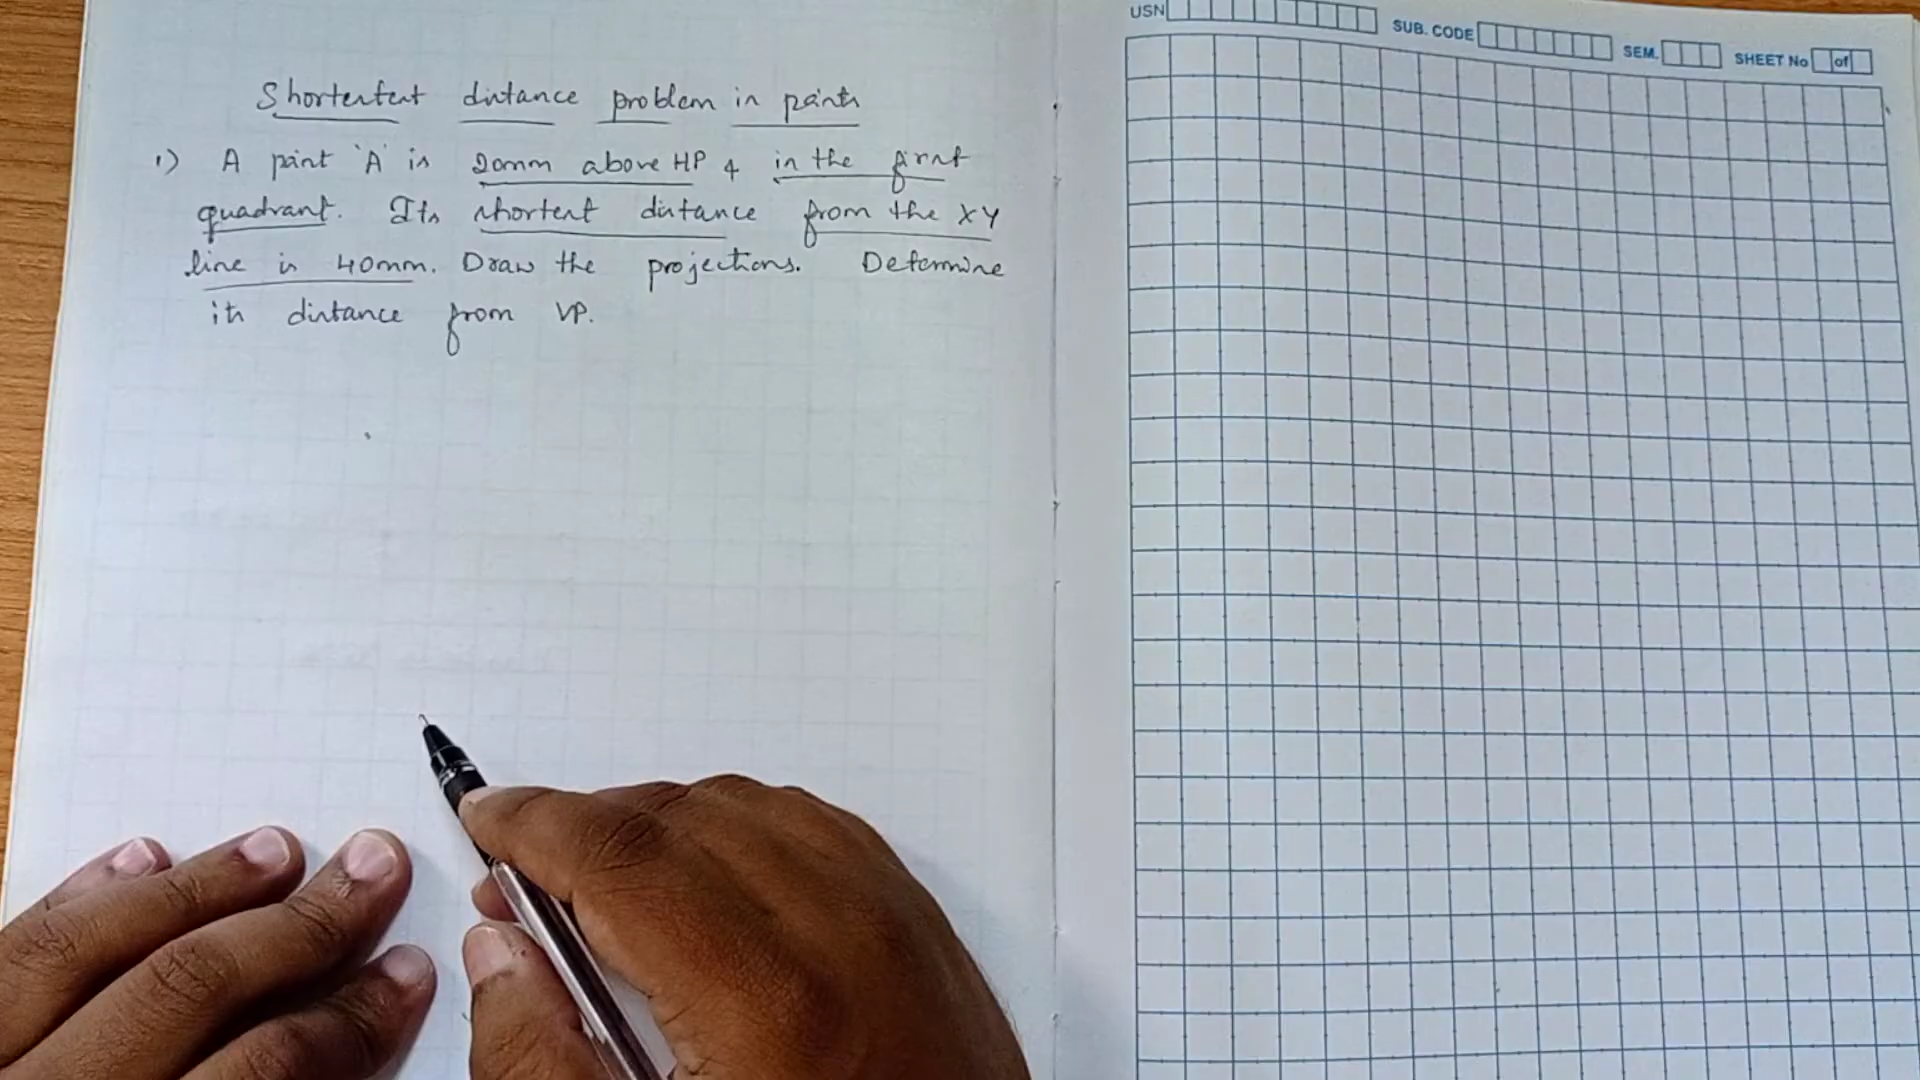 USN
SUB. CODE
SEM.
SHEET No of
Shortestest distance problem in points
1) A point 'A' is 20mm above HP & in the first
quadrant. Its shortest distance from the XY
line is 40mm. Draw the projections. Determine
its distance from VP.